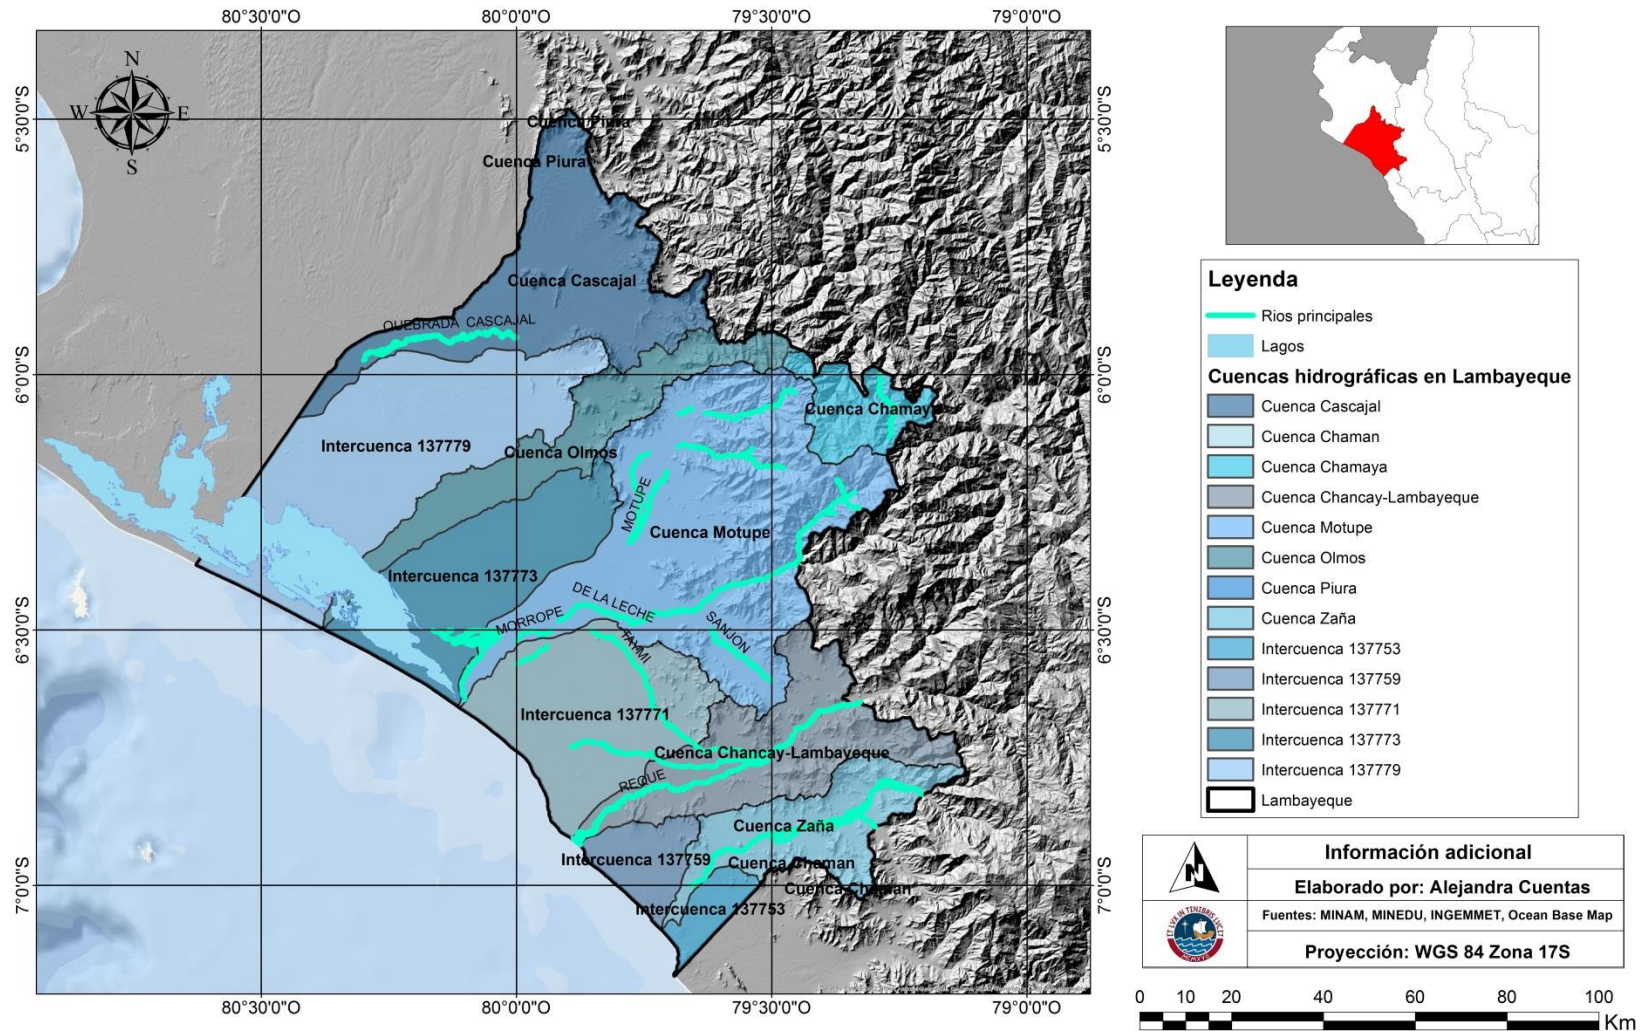 80°30'0"O 80°0'0"O 79°30'0"O 79°0'0"O
5°30'0"S
5°30'0"S
6°0'0"S
6°0'0"S
6°30'0"S
6°30'0"S
7°0'0"S
7°0'0"S
N
W
E
S
Cuenca Piura
Cuenca Piura
Cuenca Cascajal
QUEBRADA CASCAJAL
Cuenca Chamaya
Intercuenca 137779
Cuenca Olmos
MOTUPE
Cuenca Motupe
Intercuenca 137773
DE LA LECHE
MORROPE
SANJON
TAYMI
Intercuenca 137771
Cuenca Chancay-Lambayeque
REQUE
Cuenca Zaña
Intercuenca 137759
Cuenca Chaman
Cuenca Chaman
Intercuenca 137753
80°30'0"O 80°0'0"O 79°30'0"O 79°0'0"O
Leyenda
Rios principales
Lagos
Cuencas hidrográficas en Lambayeque
Cuenca Cascajal
Cuenca Chaman
Cuenca Chamaya
Cuenca Chancay-Lambayeque
Cuenca Motupe
Cuenca Olmos
Cuenca Piura
Cuenca Zaña
Intercuenca 137753
Intercuenca 137759
Intercuenca 137771
Intercuenca 137773
Intercuenca 137779
Lambayeque
N
Información adicional
Elaborado por: Alejandra Cuentas
Fuentes: MINAM, MINEDU, INGEMMET, Ocean Base Map
Proyección: WGS 84 Zona 17S
ET LVX IN TENEBRIS LVCET
MCMXVII
0 10 20 40 60 80 100
Km